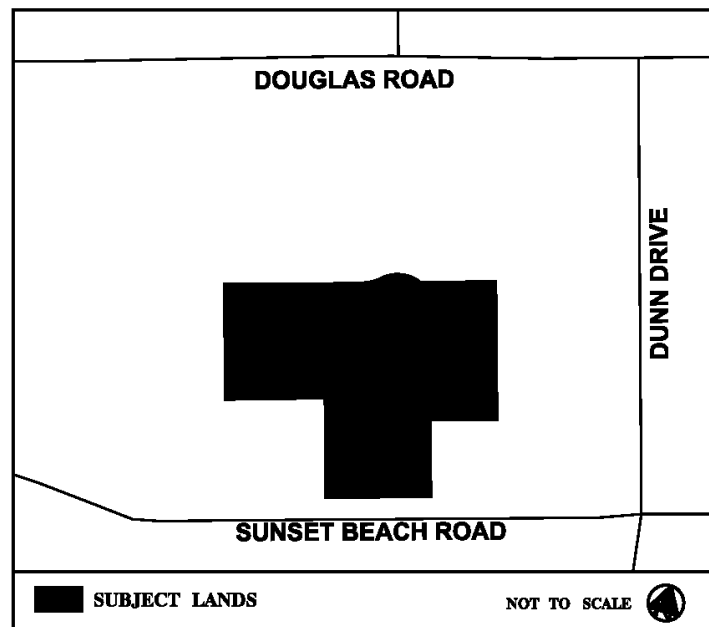 DOUGLAS ROAD
DUNN DRIVE
SUNSET BEACH ROAD
SUBJECT LANDS
NOT TO SCALE